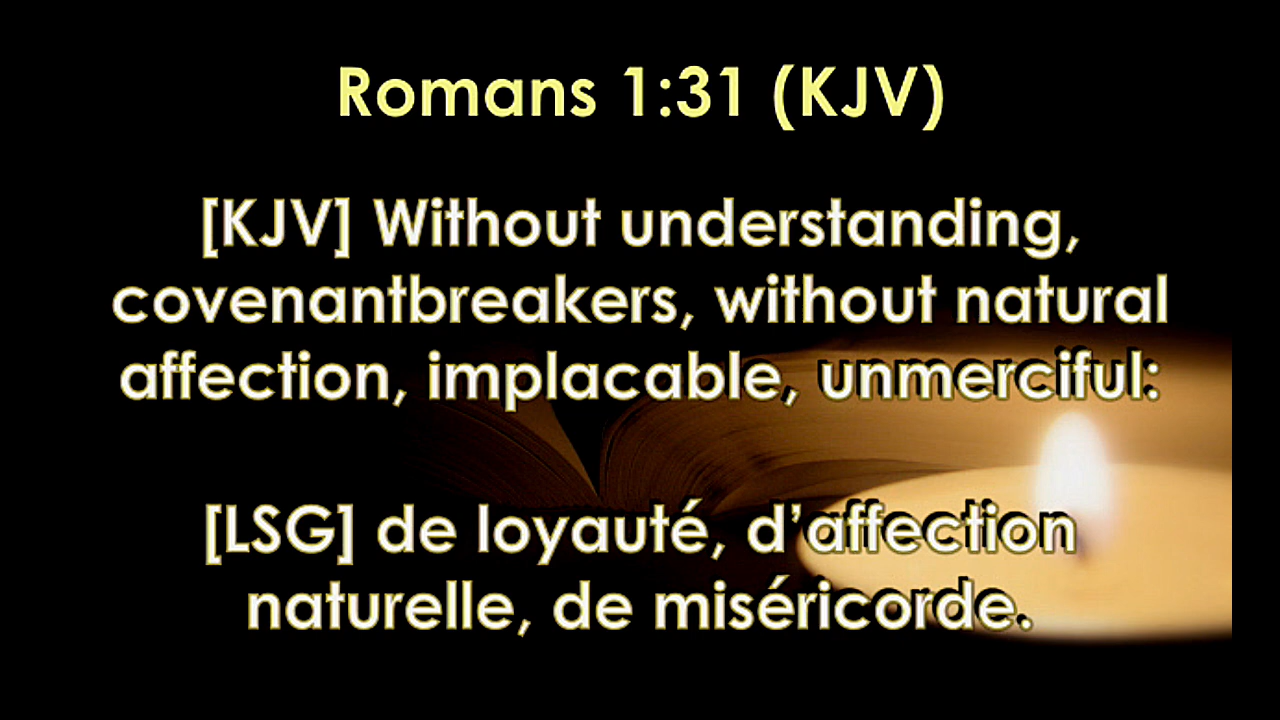 Romans 1:31 (KJV)
[KJV] Without understanding,
covenantbreakers, without natural
affection, implacable, unmerciful:
[LSG] de loyauté, d’affection
naturelle, de miséricorde.